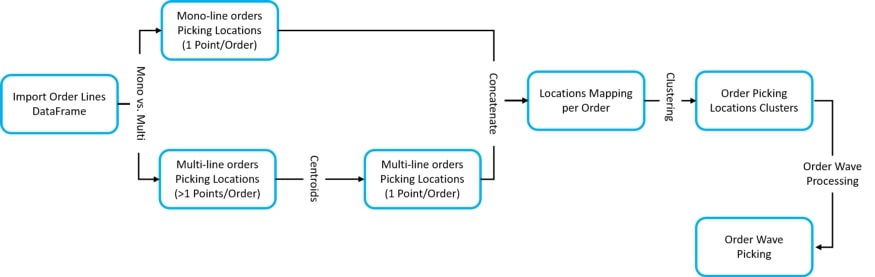 Import Order Lines
DataFrame
Mono vs. Multi
Mono-line orders
Picking Locations
(1 Point/Order)
Multi-line orders
Picking Locations
(>1 Points/Order)
Centroids
Multi-line orders
Picking Locations
(1 Point/Order)
Concatenate
Locations Mapping
per Order
Clustering
Order Picking
Locations Clusters
Order Wave
Processing
Order Wave
Picking